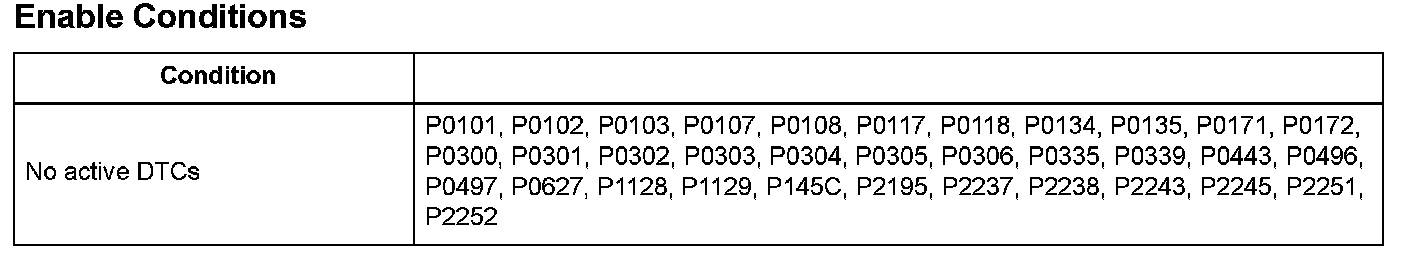 Enable Conditions
Condition
No active DTCs
P0101, P0102, P0103, P0107, P0108, P0117, P0118, P0134, P0135, P0171, P0172,
P0300, P0301, P0302, P0303, P0304, P0305, P0306, P0335, P0339, P0443, P0496,
P0497, P0627, P1128, P1129, P145C, P2195, P2237, P2238, P2243, P2245, P2251,
P2252